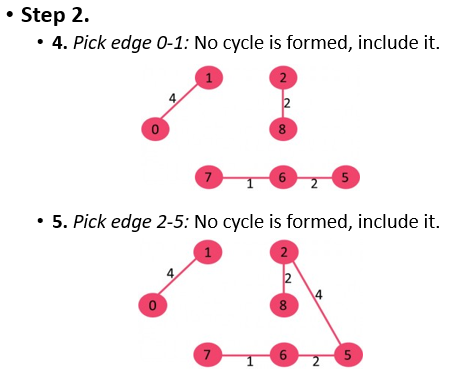 • Step 2.
• 4. Pick edge 0-1: No cycle is formed, include it.
1 2
4 2
0 8
7 1 6 2 5
• 5. Pick edge 2-5: No cycle is formed, include it.
1 2
4 2 4
0 8
7 1 6 2 5